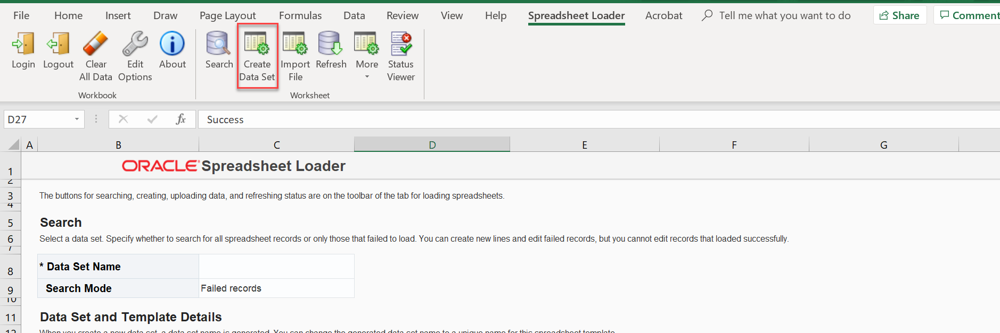 File Home Insert Draw Page Layout Formulas Data Review View Help Spreadsheet Loader Acrobat Tell me what you want to do Share Comment
Login Logout Clear All Data Edit Options About Search Create Data Set Import File Refresh More Status Viewer
Workbook Worksheet
D27 fx Success
A B C D E F G
1 ORACLE Spreadsheet Loader
2
3 The buttons for searching, creating, uploading data, and refreshing status are on the toolbar of the tab for loading spreadsheets.
4
5 Search
6 Select a data set. Specify whether to search for all spreadsheet records or only those that failed to load. You can create new lines and edit failed records, but you cannot edit records that loaded successfully.
7
8 * Data Set Name
9 Search Mode Failed records
10
11 Data Set and Template Details
12 When you create a new data set, a data set name is generated. You can change the generated data set name to a unique name for this spreadsheet template.